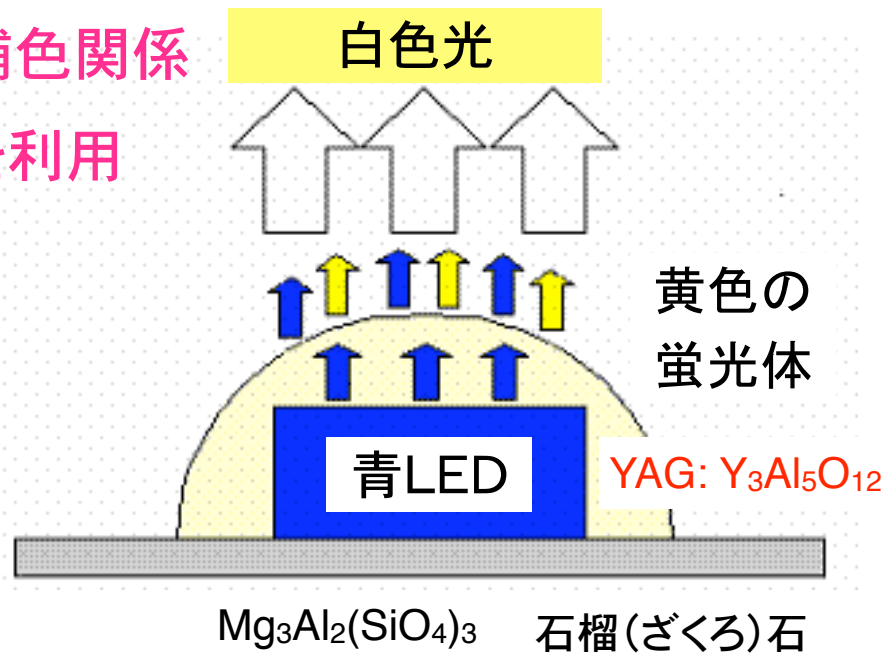 補色関係
白色光
を利用
黄色の
蛍光体
青LED
YAG: Y₃Al₅O₁₂
Mg₃Al₂(SiO₄)₃ 石榴(ざくろ)石